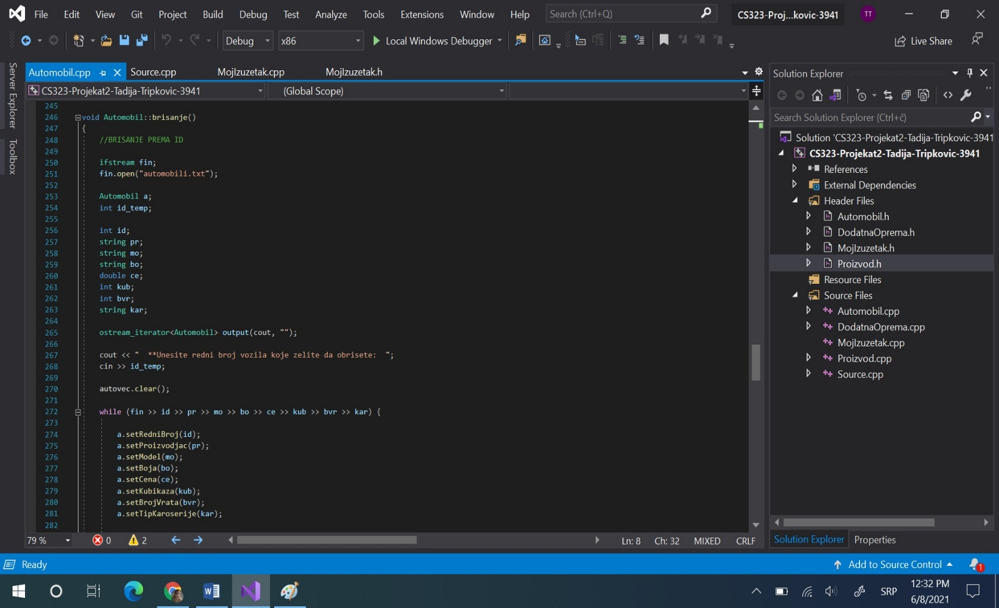 File Edit View Git Project Build Debug Test Analyze Tools Extensions Window Help Search (Ctrl+Q) CS323-Proj...kovic-3941 TT
Debug x86 Local Windows Debugger Live Share
Server Explorer
Toolbox
Automobil.cpp Source.cpp MojIzuzetak.cpp MojIzuzetak.h
CS323-Projekat2-Tadija-Tripkovic-3941 (Global Scope)
245
246 void Automobil::brisanje()
247 {
248 //BRISANJE PREMA ID
249
250 ifstream fin;
251 fin.open("automobili.txt");
252
253 Automobil a;
254 int id_temp;
255
256 int id;
257 string pr;
258 string mo;
259 string bo;
260 double ce;
261 int kub;
262 int bvr;
263 string kar;
264
265 ostream_iterator<Automobil> output(cout, "");
266
267 cout << "  **Unesite redni broj vozila koje zelite da obrisete:  ";
268 cin >> id_temp;
269
270 autovec.clear();
271
272 while (fin >> id >> pr >> mo >> bo >> ce >> kub >> bvr >> kar) {
273
274 a.setRedniBroj(id);
275 a.setProizvodjac(pr);
276 a.setModel(mo);
277 a.setBoja(bo);
278 a.setCena(ce);
279 a.setKubikaza(kub);
280 a.setBrojVrata(bvr);
281 a.setTipKaroserije(kar);
282
79 % 0 2 Ln: 8 Ch: 32 MIXED CRLF
Solution Explorer
Search Solution Explorer (Ctrl+č)
Solution 'CS323-Projekat2-Tadija-Tripkovic-3941
CS323-Projekat2-Tadija-Tripkovic-3941
References
External Dependencies
Header Files
Automobil.h
DodatnaOprema.h
MojIzuzetak.h
Proizvod.h
Resource Files
Source Files
Automobil.cpp
DodatnaOprema.cpp
MojIzuzetak.cpp
Proizvod.cpp
Source.cpp
Solution Explorer Properties
Ready Add to Source Control 1
SRP 12:32 PM
6/8/2021